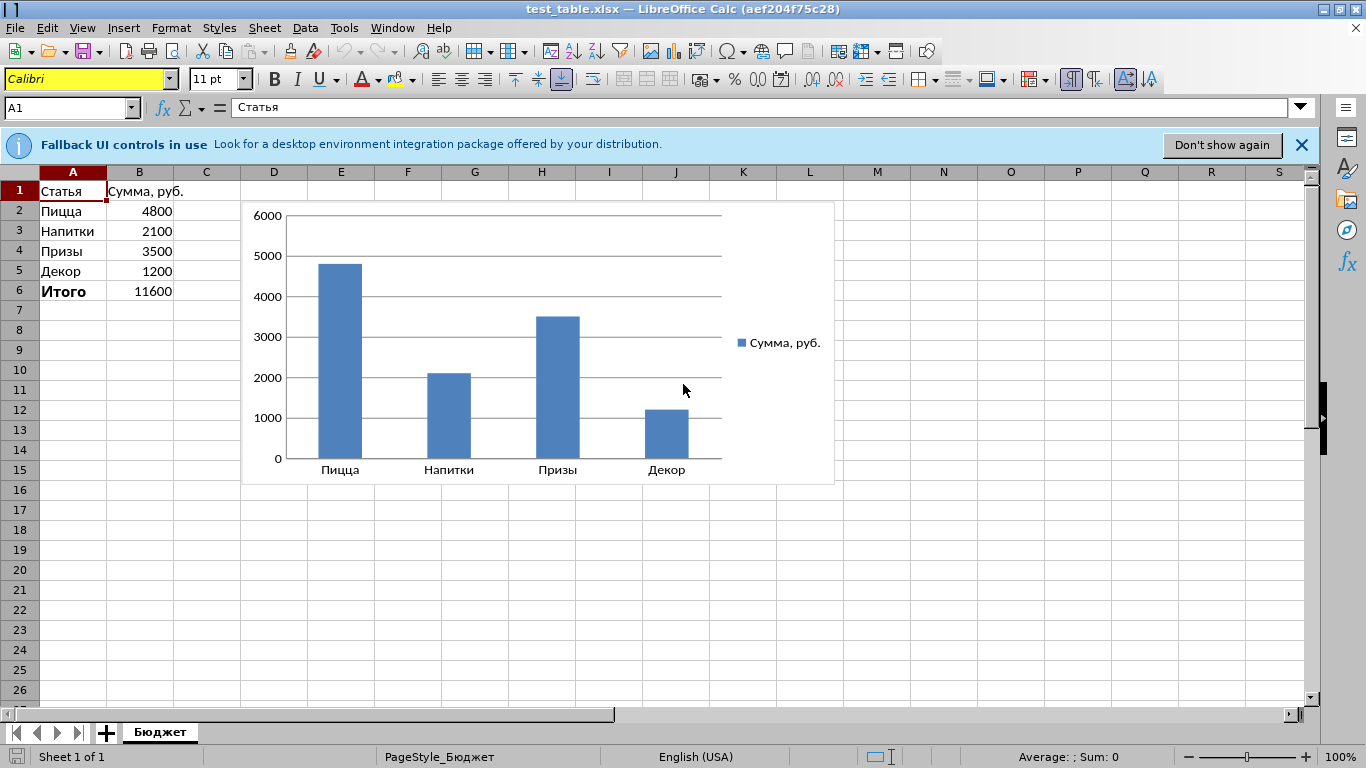 test_table.xlsx — LibreOffice Calc (aef204f75c28)
File Edit View Insert Format Styles Sheet Data Tools Window Help
Calibri 11 pt
A1 Статья
Fallback UI controls in use Look for a desktop environment integration package offered by your distribution. Don't show again
A B C D E F G H I J K L M N O P Q R S
1 Статья Сумма, руб.
2 Пицца 4800
3 Напитки 2100
4 Призы 3500
5 Декор 1200
6 Итого 11600
7
8
9
10
11
12
13
14
15
16
17
18
19
20
21
22
23
24
25
26
6000
5000
4000
3000
2000
1000
0
Пицца Напитки Призы Декор
Сумма, руб.
Бюджет
Sheet 1 of 1 PageStyle_Бюджет English (USA) Average: ; Sum: 0 100%